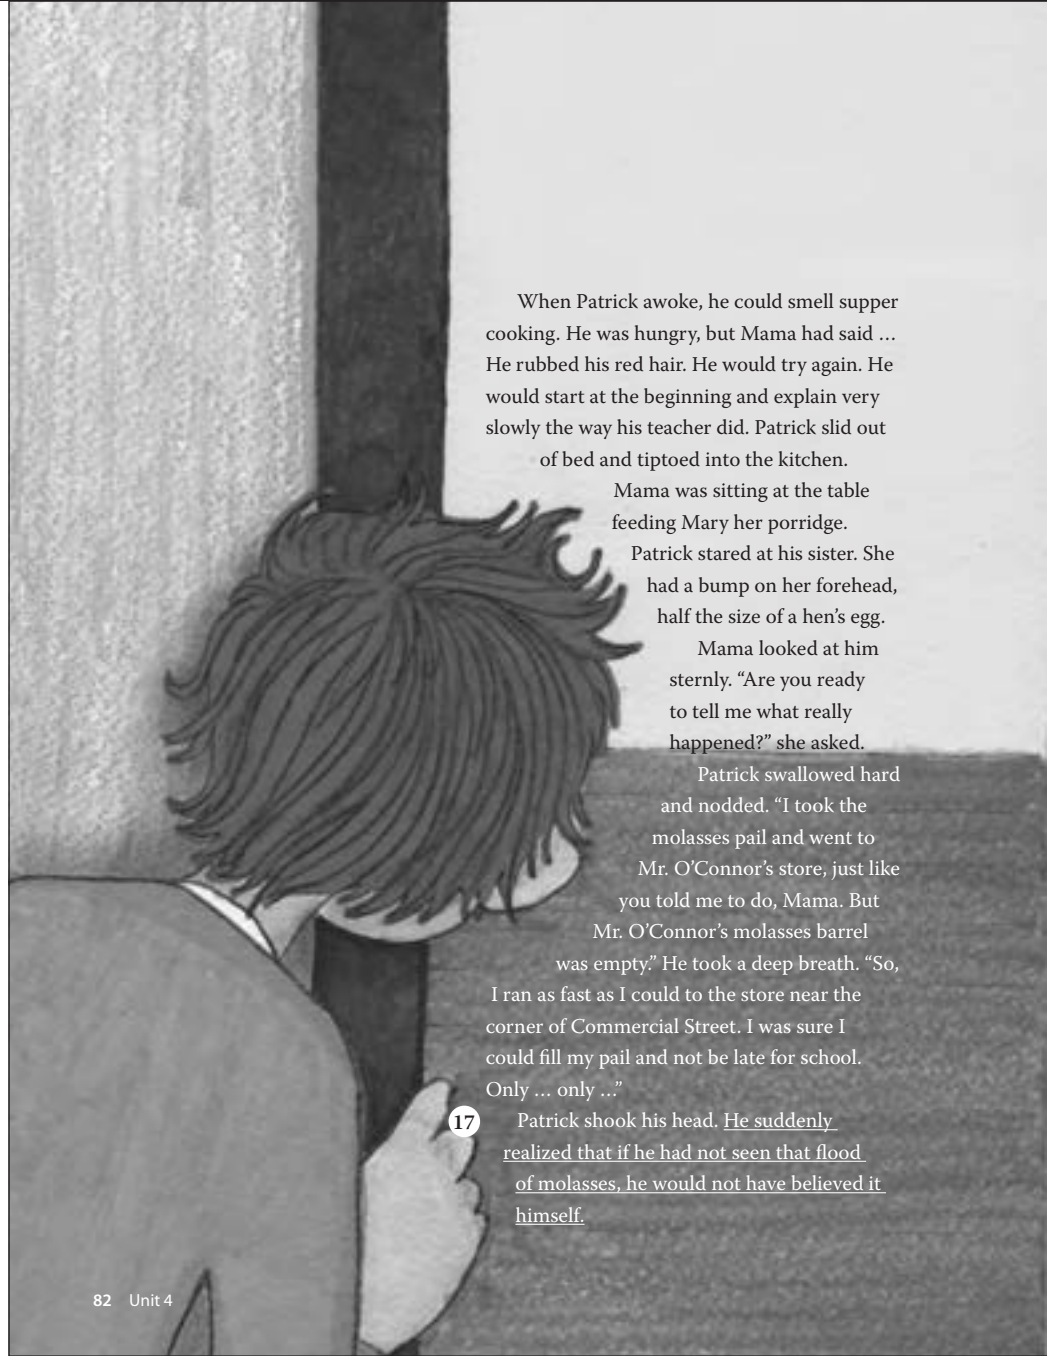 When Patrick awoke, he could smell supper
cooking. He was hungry, but Mama had said …
He rubbed his red hair. He would try again. He
would start at the beginning and explain very
slowly the way his teacher did. Patrick slid out
of bed and tiptoed into the kitchen.
Mama was sitting at the table
feeding Mary her porridge.
Patrick stared at his sister. She
had a bump on her forehead,
half the size of a hen’s egg.
Mama looked at him
sternly. “Are you ready
to tell me what really
happened?” she asked.
Patrick swallowed hard
and nodded. “I took the
molasses pail and went to
Mr. O’Connor’s store, just like
you told me to do, Mama. But
Mr. O’Connor’s molasses barrel
was empty.” He took a deep breath. “So,
I ran as fast as I could to the store near the
corner of Commercial Street. I was sure I
could fill my pail and not be late for school.
Only … only …”
17 Patrick shook his head. He suddenly
realized that if he had not seen that flood
of molasses, he would not have believed it
himself.
82 Unit 4